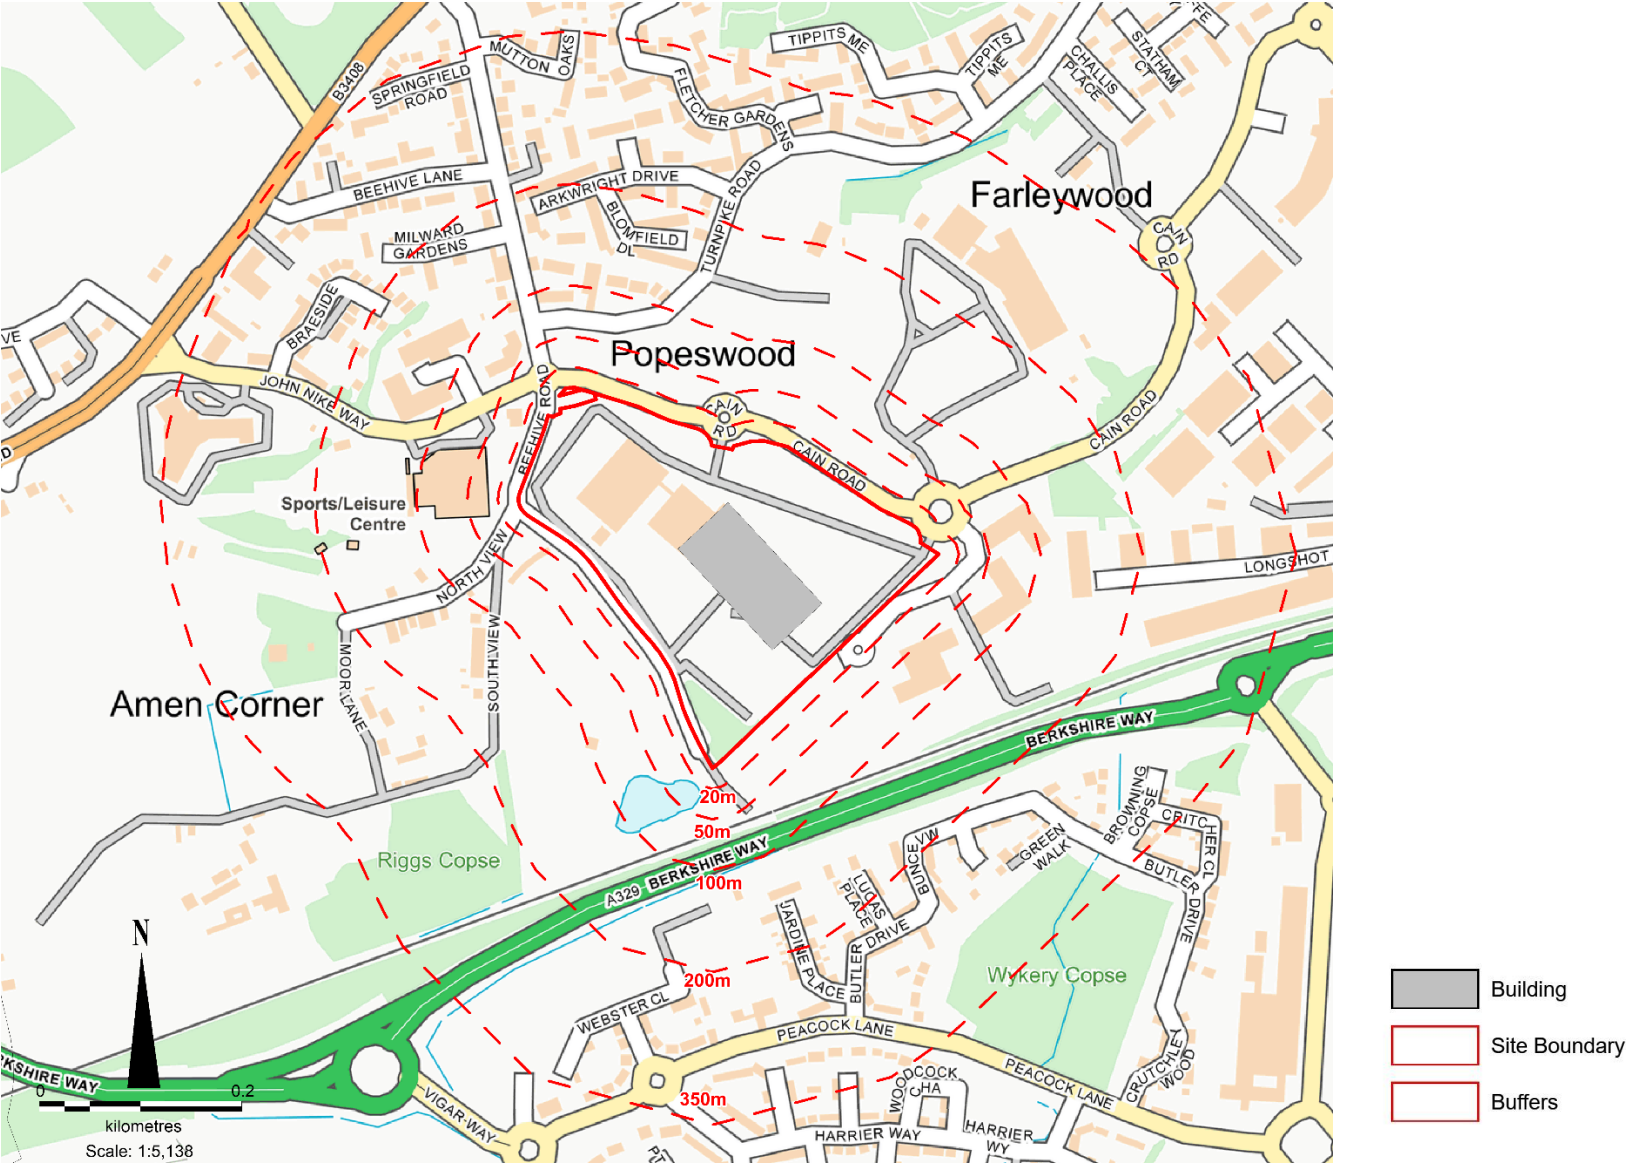 STATHAM
CT
CHALLIS
PLACE
TIPPITS ME
TIPPITS
ME
MUTTON
OAKS
B3408
SPRINGFIELD
ROAD
FLETCHER GARDENS
BEEHIVE LANE
ARKWRIGHT DRIVE
BLOMFIELD
DL
TURNPIKE ROAD
Farleywood
MILWARD
GARDENS
CAIN
RD
BRAESIDE
VE
Popeswood
JOHN NIKE WAY
BEEHIVE ROAD
CAIN
RD
CAIN ROAD
CAIN ROAD
D
Sports/Leisure
Centre
NORTH VIEW
LONGSHOT
SOUTH VIEW
MOOR LANE
Amen Corner
BERKSHIRE WAY
20m
50m
100m
200m
350m
A329 BERKSHIRE WAY
BROWNING
COPSE
CRITCHER CL
GREEN
WALK
BUTLER DRIVE
BUNCE VW
LUCAS
PLACE
JARDINE PLACE
BUTLER DRIVE
Riggs Copse
Wykery Copse
WEBSTER CL
PEACOCK LANE
PEACOCK LANE
CRUTCHLEY
WOOD
WOODCOCK
HARRIER WAY
HARRIER
WY
VIGAR WAY
RKSHIRE WAY
N
0 0.2
kilometres
Scale: 1:5,138
Building
Site Boundary
Buffers